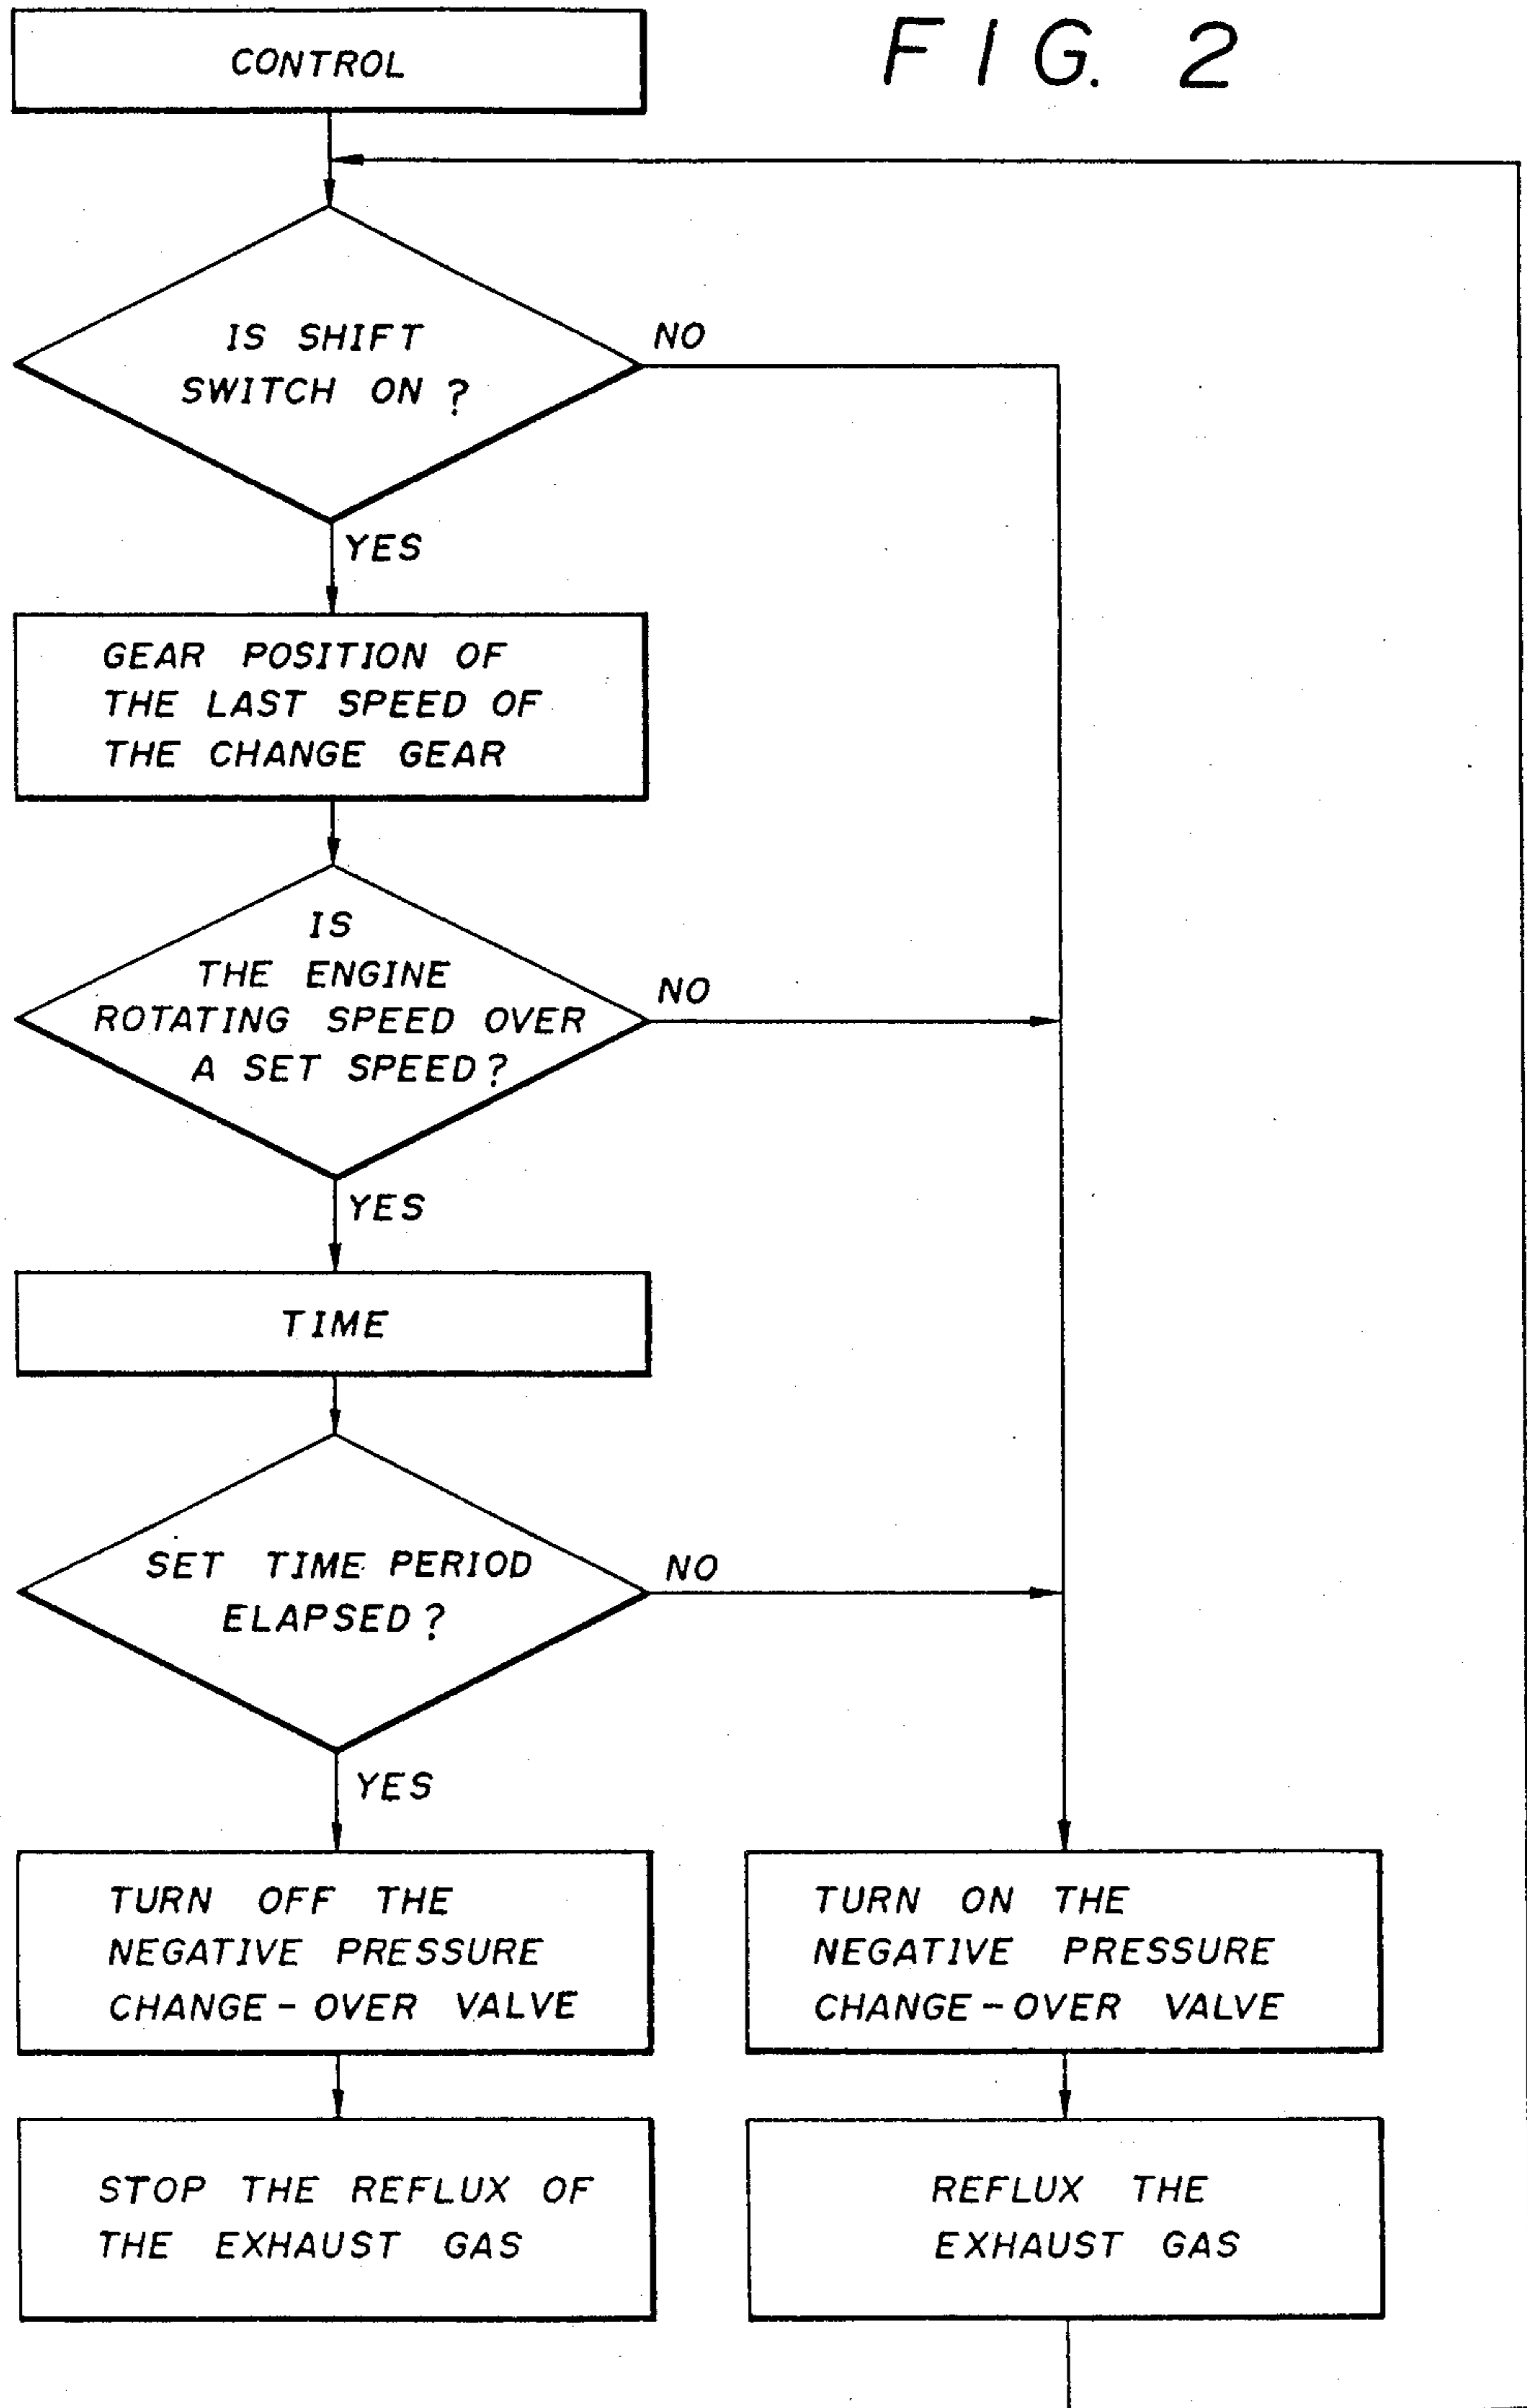 FIG. 2
CONTROL
IS SHIFT
SWITCH ON ?
NO
YES
GEAR POSITION OF
THE LAST SPEED OF
THE CHANGE GEAR
IS
THE ENGINE
ROTATING SPEED OVER
A SET SPEED ?
NO
YES
TIME
SET TIME PERIOD
ELAPSED ?
NO
YES
TURN OFF THE
NEGATIVE PRESSURE
CHANGE-OVER VALVE
TURN ON THE
NEGATIVE PRESSURE
CHANGE-OVER VALVE
STOP THE REFLUX OF
THE EXHAUST GAS
REFLUX THE
EXHAUST GAS